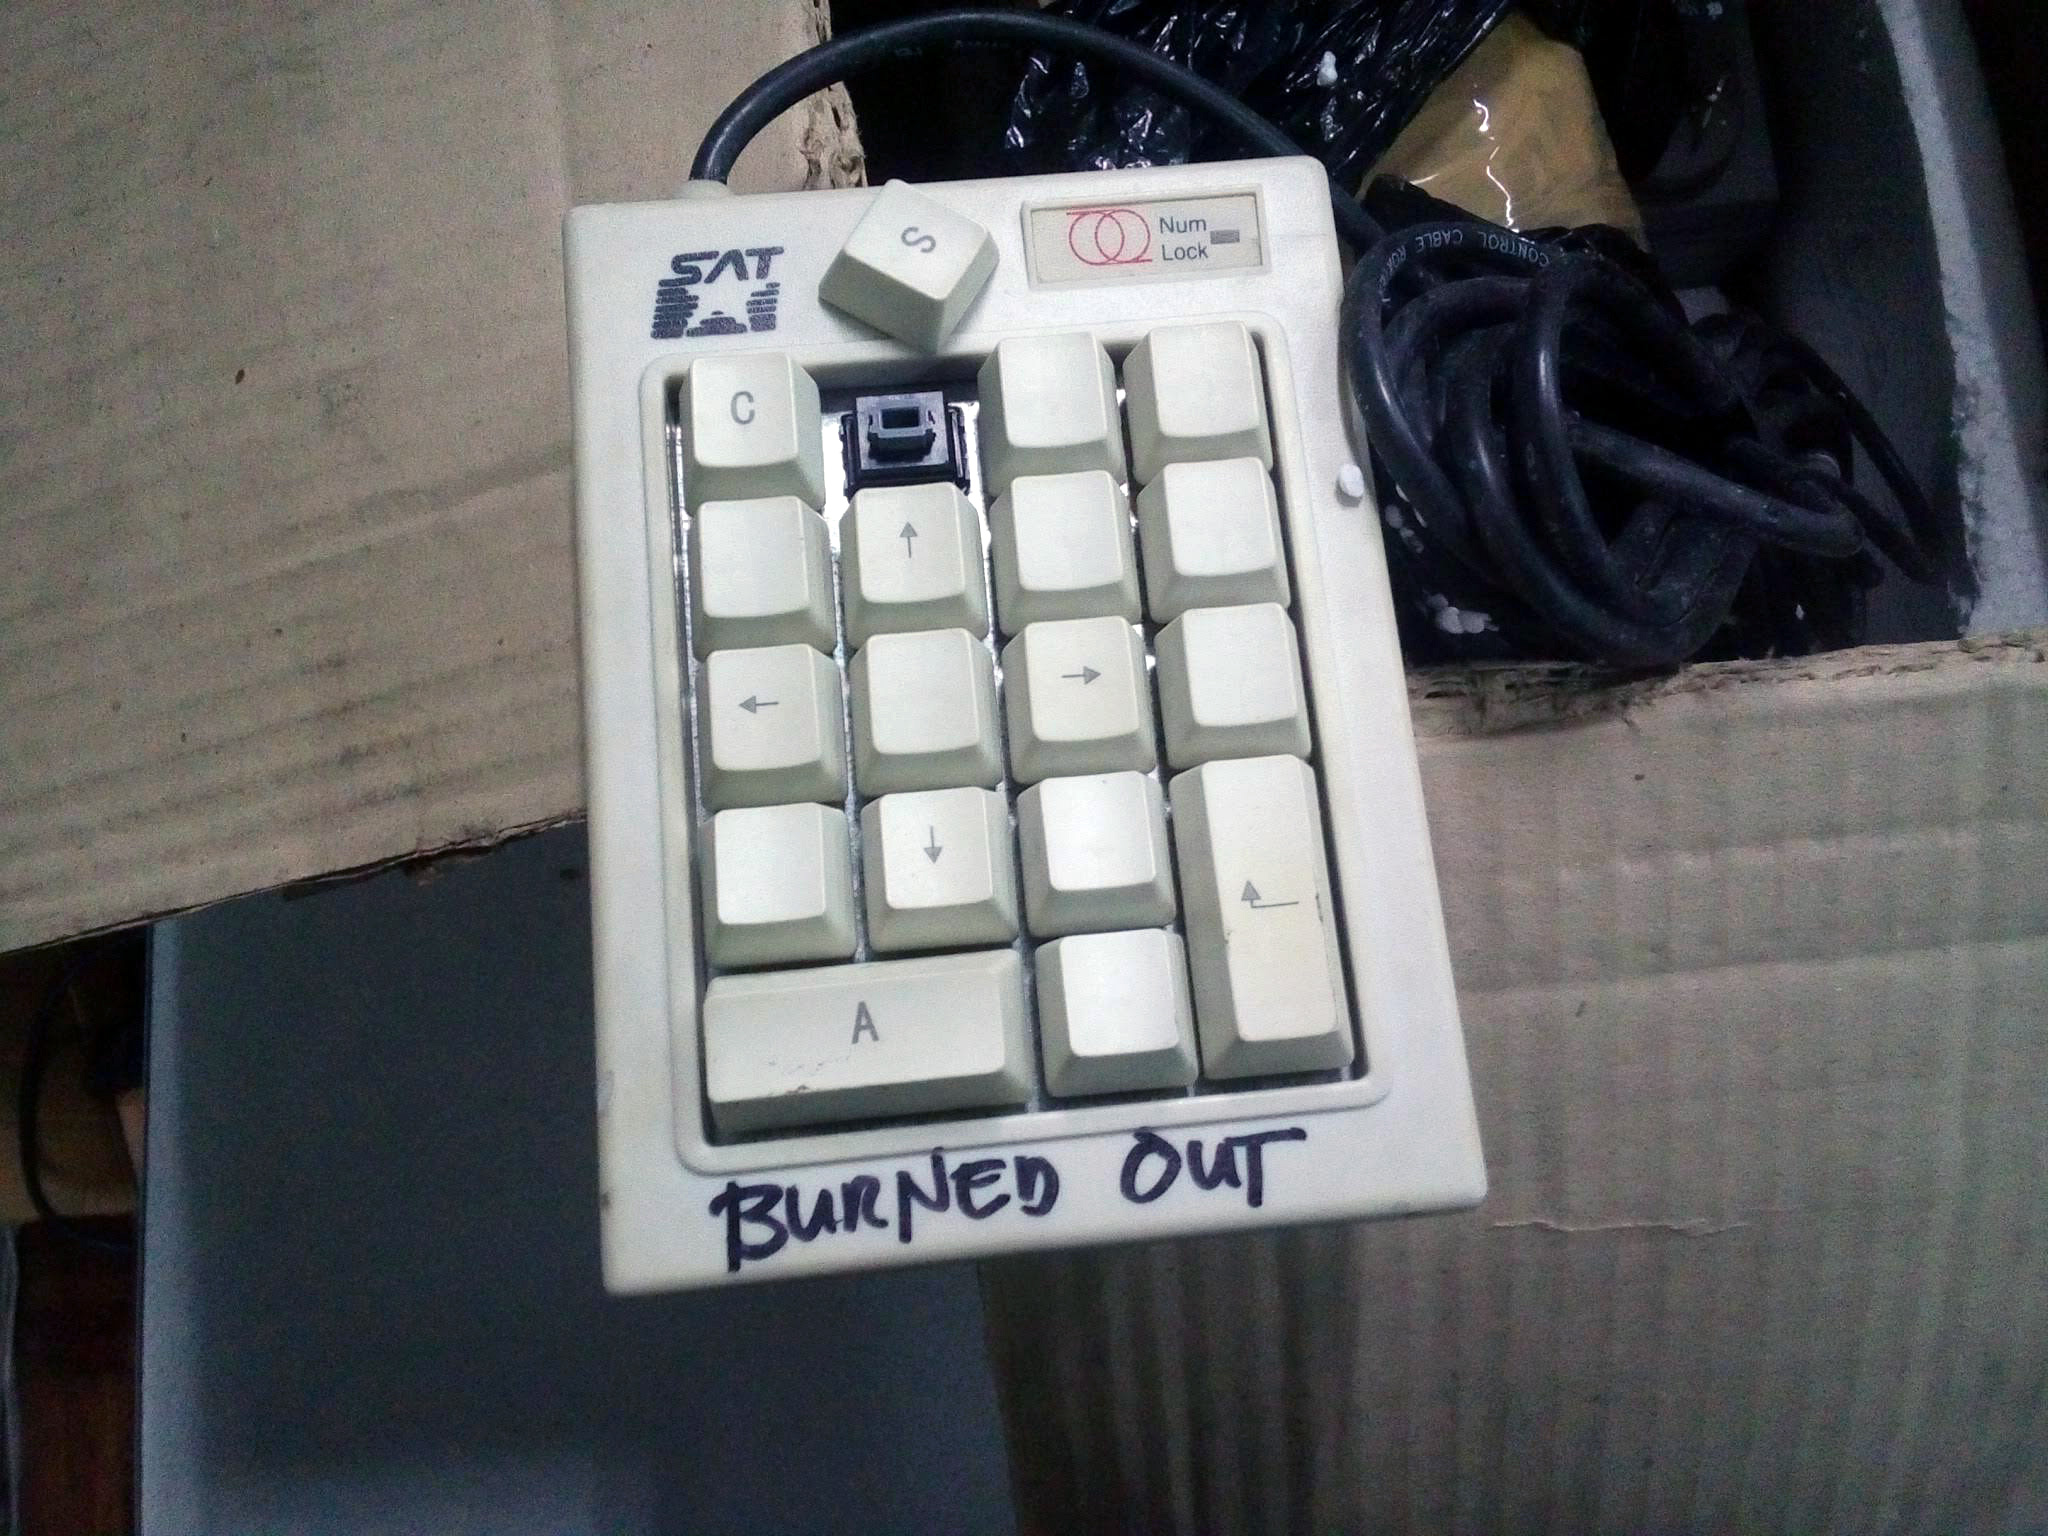 SAT
S
Num
Lock
C
↑
← →
↓
A
BURNED OUT
CONTROL CABLE